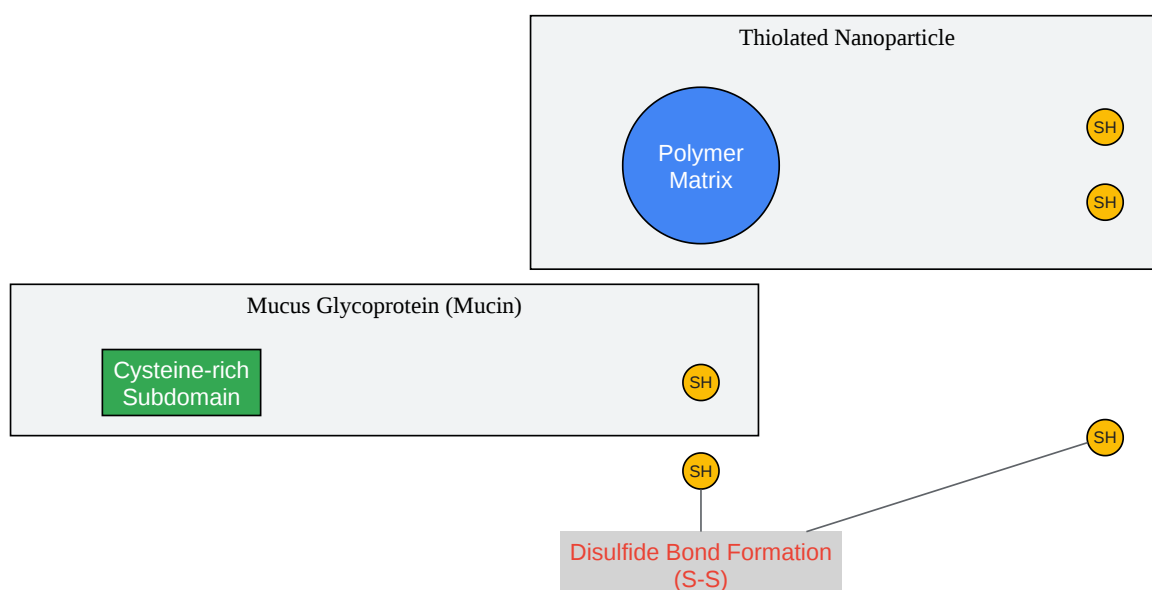 Thiolated Nanoparticle
Polymer
Matrix
SH
SH
Mucus Glycoprotein (Mucin)
Cysteine-rich
Subdomain
SH
SH
SH
Disulfide Bond Formation
(S-S)